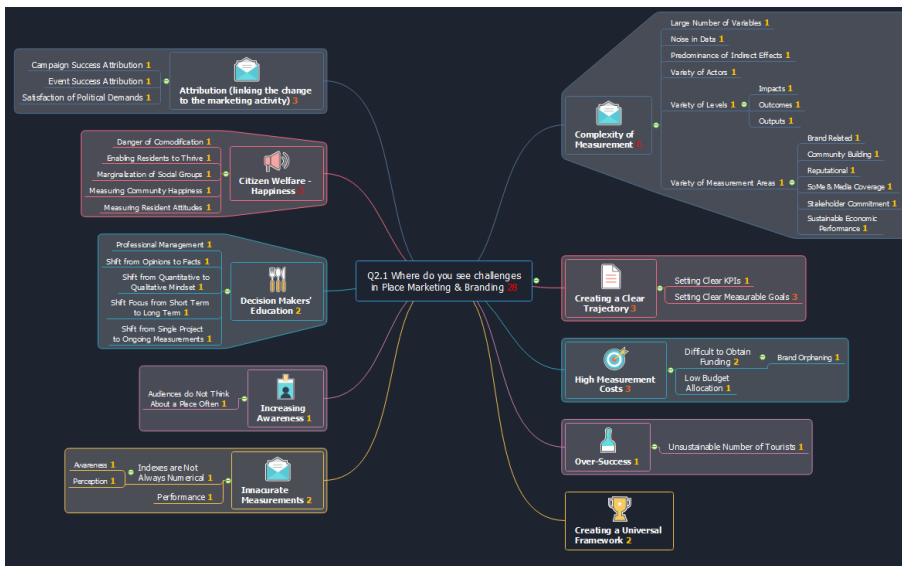 Campaign Success Attribution 1
Event Success Attribution 1
Satisfaction of Political Demands 1
Attribution (linking the change
to the marketing activity) 3
Danger of Comodification 1
Enabling Residents to Thrive 1
Marginalization of Social Groups 1
Measuring Community Happiness 1
Measuring Resident Attitudes 1
Citizen Welfare -
Happiness
Professional Management 1
Shift from Opinions to Facts 1
Shift from Quantitative to
Qualitative Mindset 1
Shift Focus from Short Term
to Long Term 1
Shift from Single Project
to Ongoing Measurements 1
Decision Makers'
Education 2
Audiences do Not Think
About a Place Often 1
Increasing
Awareness 1
Awareness 1
Perception 1
Indexes are Not
Always Numerical 1
Performance 1
Innacurate
Measurements 2
Q2.1 Where do you see challenges
in Place Marketing & Branding 28
Large Number of Variables 1
Noise in Data 1
Predominance of Indirect Effects 1
Variety of Actors 1
Variety of Levels 1
Impacts 1
Outcomes 1
Outputs 1
Complexity of
Measurement
Variety of Measurement Areas 1
Brand Related 1
Community Building 1
Reputational 1
SoMe & Media Coverage 1
Stakeholder Commitment 1
Sustainable Economic
Performance 1
Creating a Clear
Trajectory 3
Setting Clear KPIs 1
Setting Clear Measurable Goals 3
High Measurement
Costs 3
Difficult to Obtain
Funding 2
Brand Orphaning 1
Low Budget
Allocation 1
Over-Success 1
Unsustainable Number of Tourists 1
Creating a Universal
Framework 2